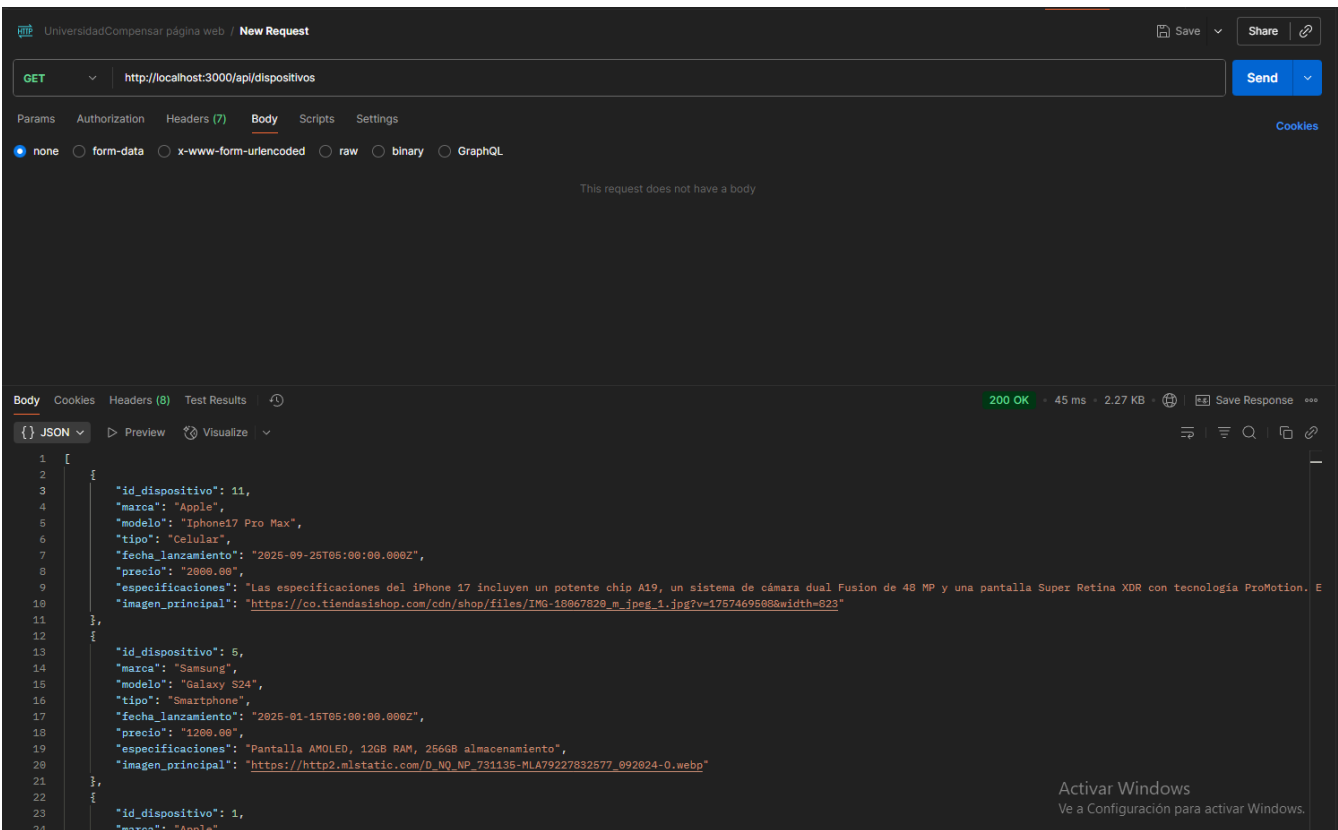 HTTP UniversidadCompensar página web / New Request Save Share
GET http://localhost:3000/api/dispositivos Send
Params Authorization Headers (7) Body Scripts Settings Cookies
none form-data x-www-form-urlencoded raw binary GraphQL
This request does not have a body
Body Cookies Headers (8) Test Results 200 OK • 45 ms • 2.27 KB • e.g. Save Response
{} JSON Preview Visualize
1 [
2 {
3 "id_dispositivo": 11,
4 "marca": "Apple",
5 "modelo": "Iphone17 Pro Max",
6 "tipo": "Celular",
7 "fecha_lanzamiento": "2025-09-25T05:00:00.000Z",
8 "precio": "2000.00",
9 "especificaciones": "Las especificaciones del iPhone 17 incluyen un potente chip A19, un sistema de cámara dual Fusion de 48 MP y una pantalla Super Retina XDR con tecnología ProMotion. E
10 "imagen_principal": "https://co.tiendasishop.com/cdn/shop/files/IMG-18067820_m_jpeg_1.jpg?v=1757469508&width=823"
11 },
12 {
13 "id_dispositivo": 5,
14 "marca": "Samsung",
15 "modelo": "Galaxy S24",
16 "tipo": "Smartphone",
17 "fecha_lanzamiento": "2025-01-15T05:00:00.000Z",
18 "precio": "1200.00",
19 "especificaciones": "Pantalla AMOLED, 12GB RAM, 256GB almacenamiento",
20 "imagen_principal": "https://http2.mlstatic.com/D_NQ_NP_731135-MLA79227832577_092024-O.webp"
21 },
22 {
Activar Windows
23 "id_dispositivo": 1,
Ve a Configuración para activar Windows.
24 "marca": "Apple"